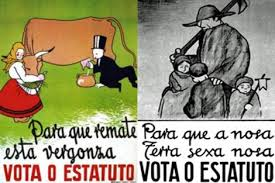 Para que remate
esta vergonza
VOTA O ESTATUTO
Para que a nosa
Terra sexa nosa
VOTA O ESTATUTO